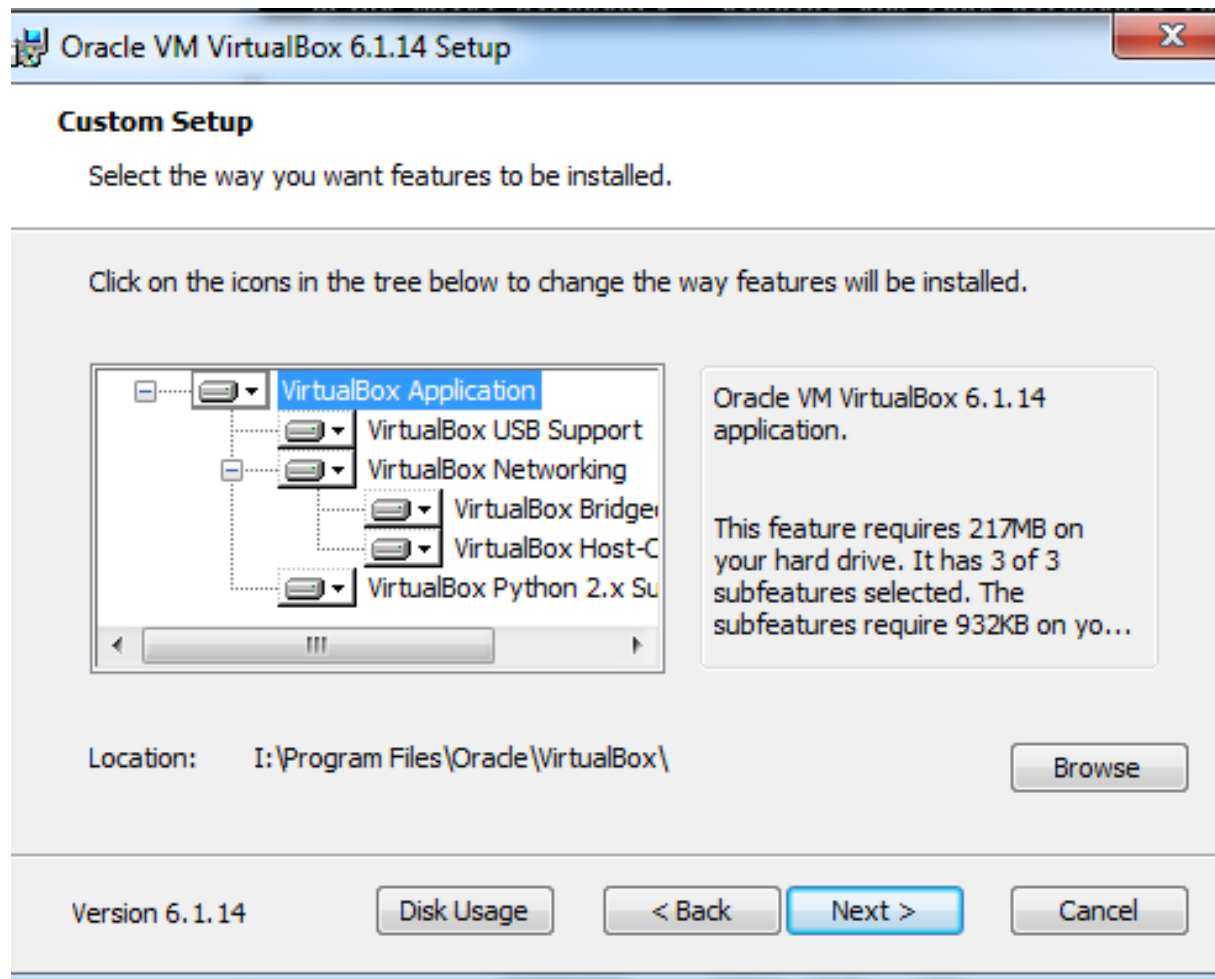 Oracle VM VirtualBox 6.1.14 Setup
Custom Setup
Select the way you want features to be installed.
Click on the icons in the tree below to change the way features will be installed.
VirtualBox Application
VirtualBox USB Support
VirtualBox Networking
VirtualBox Bridge
VirtualBox Host-C
VirtualBox Python 2.x Su
Oracle VM VirtualBox 6.1.14
application.
This feature requires 217MB on
your hard drive. It has 3 of 3
subfeatures selected. The
subfeatures require 932KB on yo...
Location: I:\Program Files\Oracle\VirtualBox\
Browse
Version 6.1.14
Disk Usage
< Back
Next >
Cancel